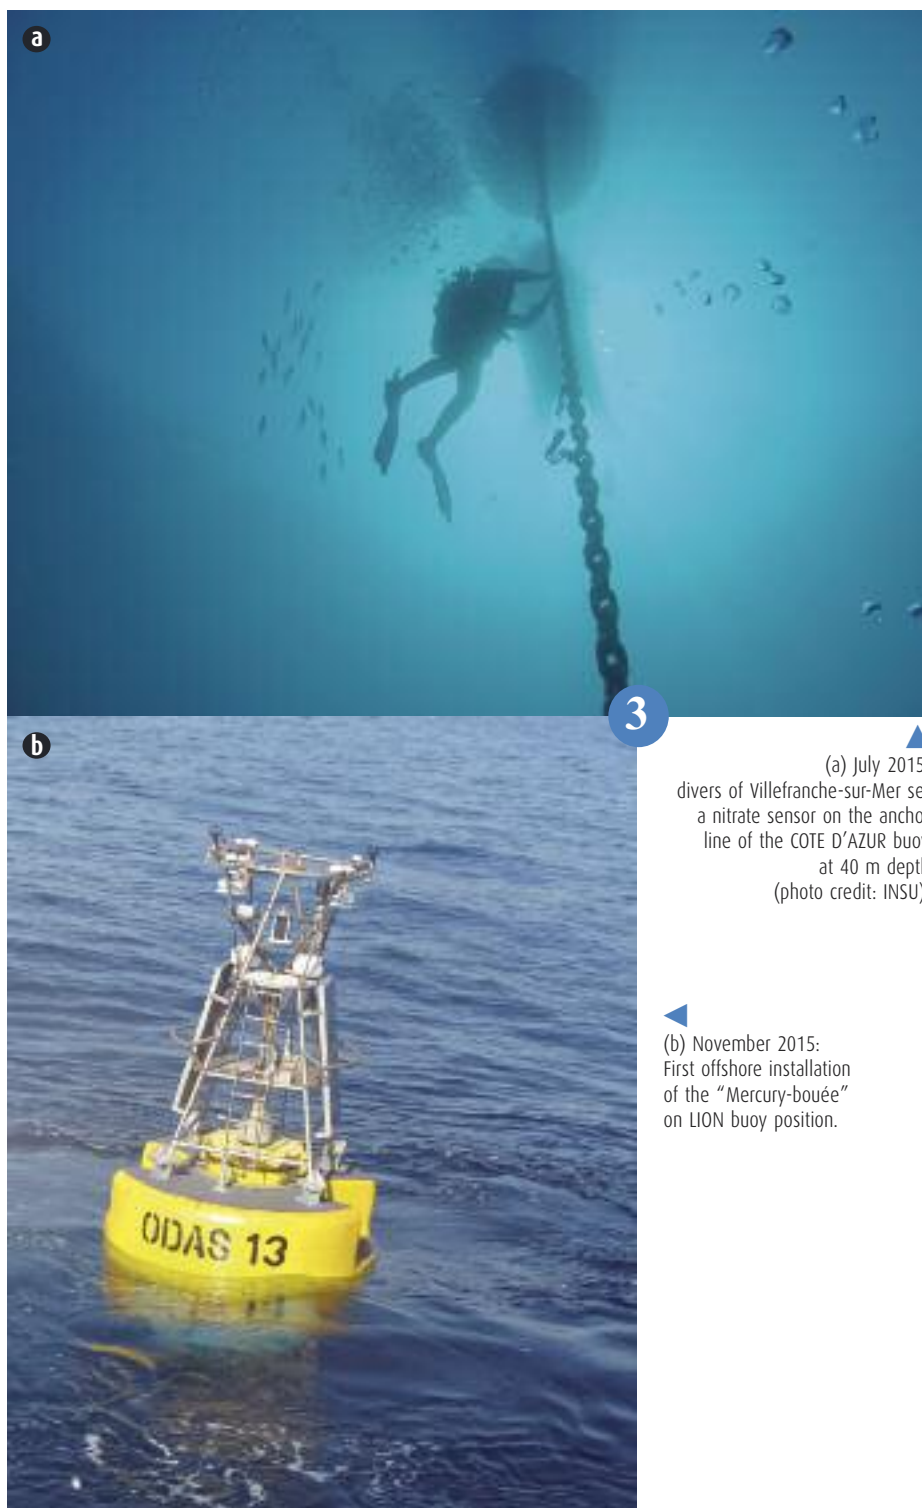 a
3
b
(a) July 2015
divers of Villefranche-sur-Mer se
a nitrate sensor on the ancho
line of the COTE D’AZUR buo
at 40 m dept
(photo credit: INSU)
(b) November 2015:
First offshore installation
of the “Mercury-bouée”
on LION buoy position.
ODAS 13